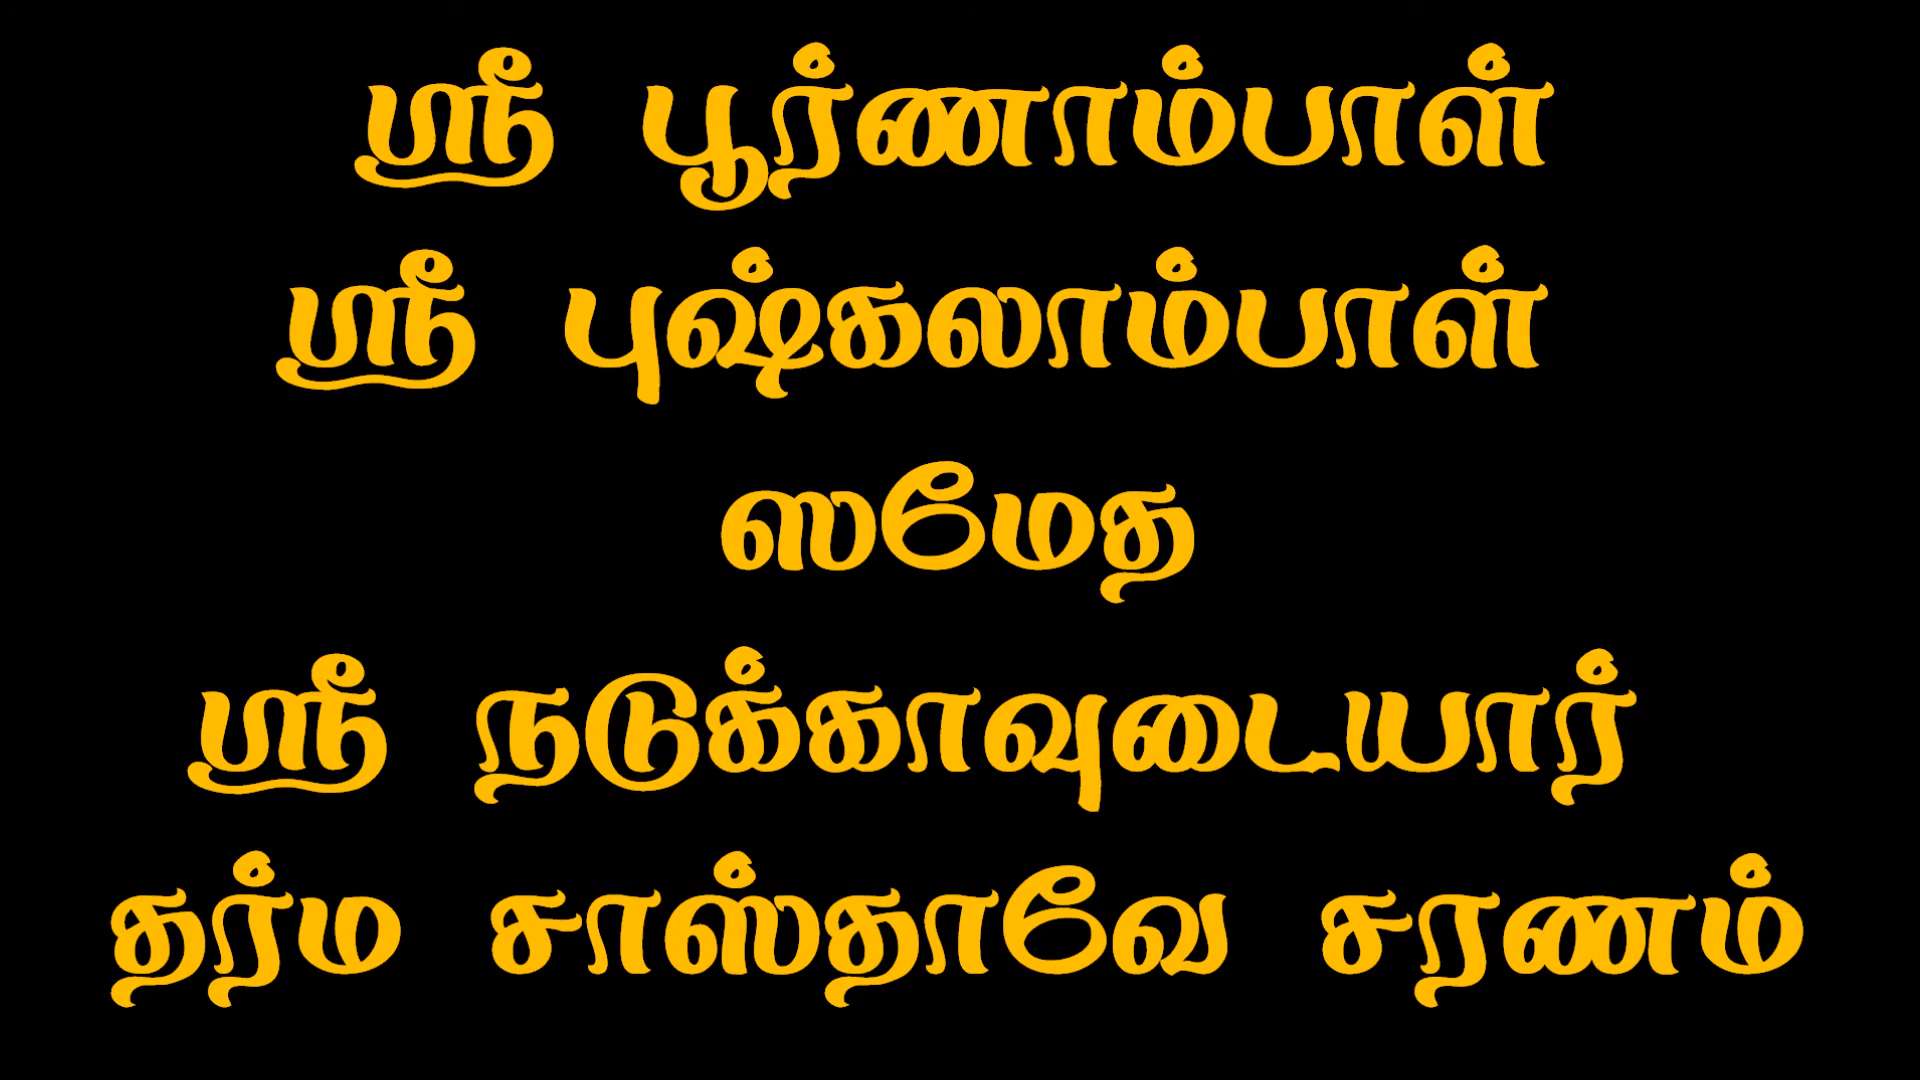 ஸ்ரீ பூர்ணாம்பாள்
ஸ்ரீ புஷ்கலாம்பாள்
ஸமேத
ஸ்ரீ நடுக்காவுடையார்
தர்ம சாஸ்தாவே சரணம்